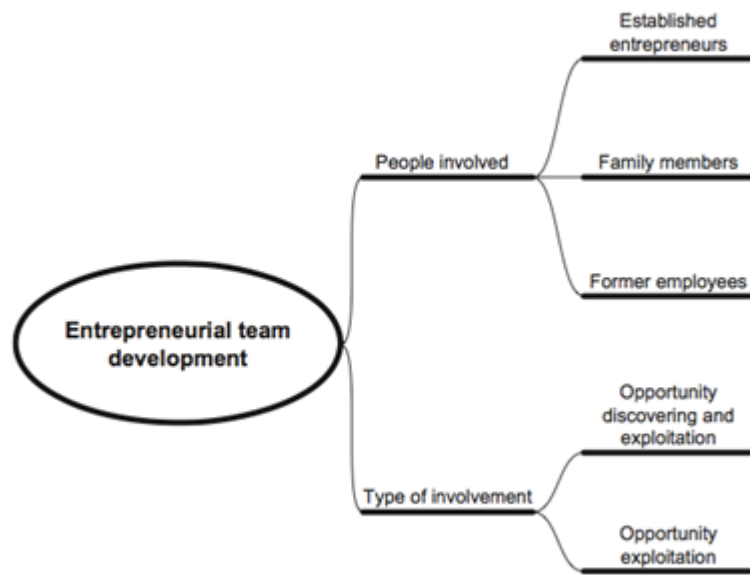 Established
entrepreneurs
People involved
Family members
Former employees
Entrepreneurial team
development
Opportunity
discovering and
exploitation
Type of involvement
Opportunity
exploitation